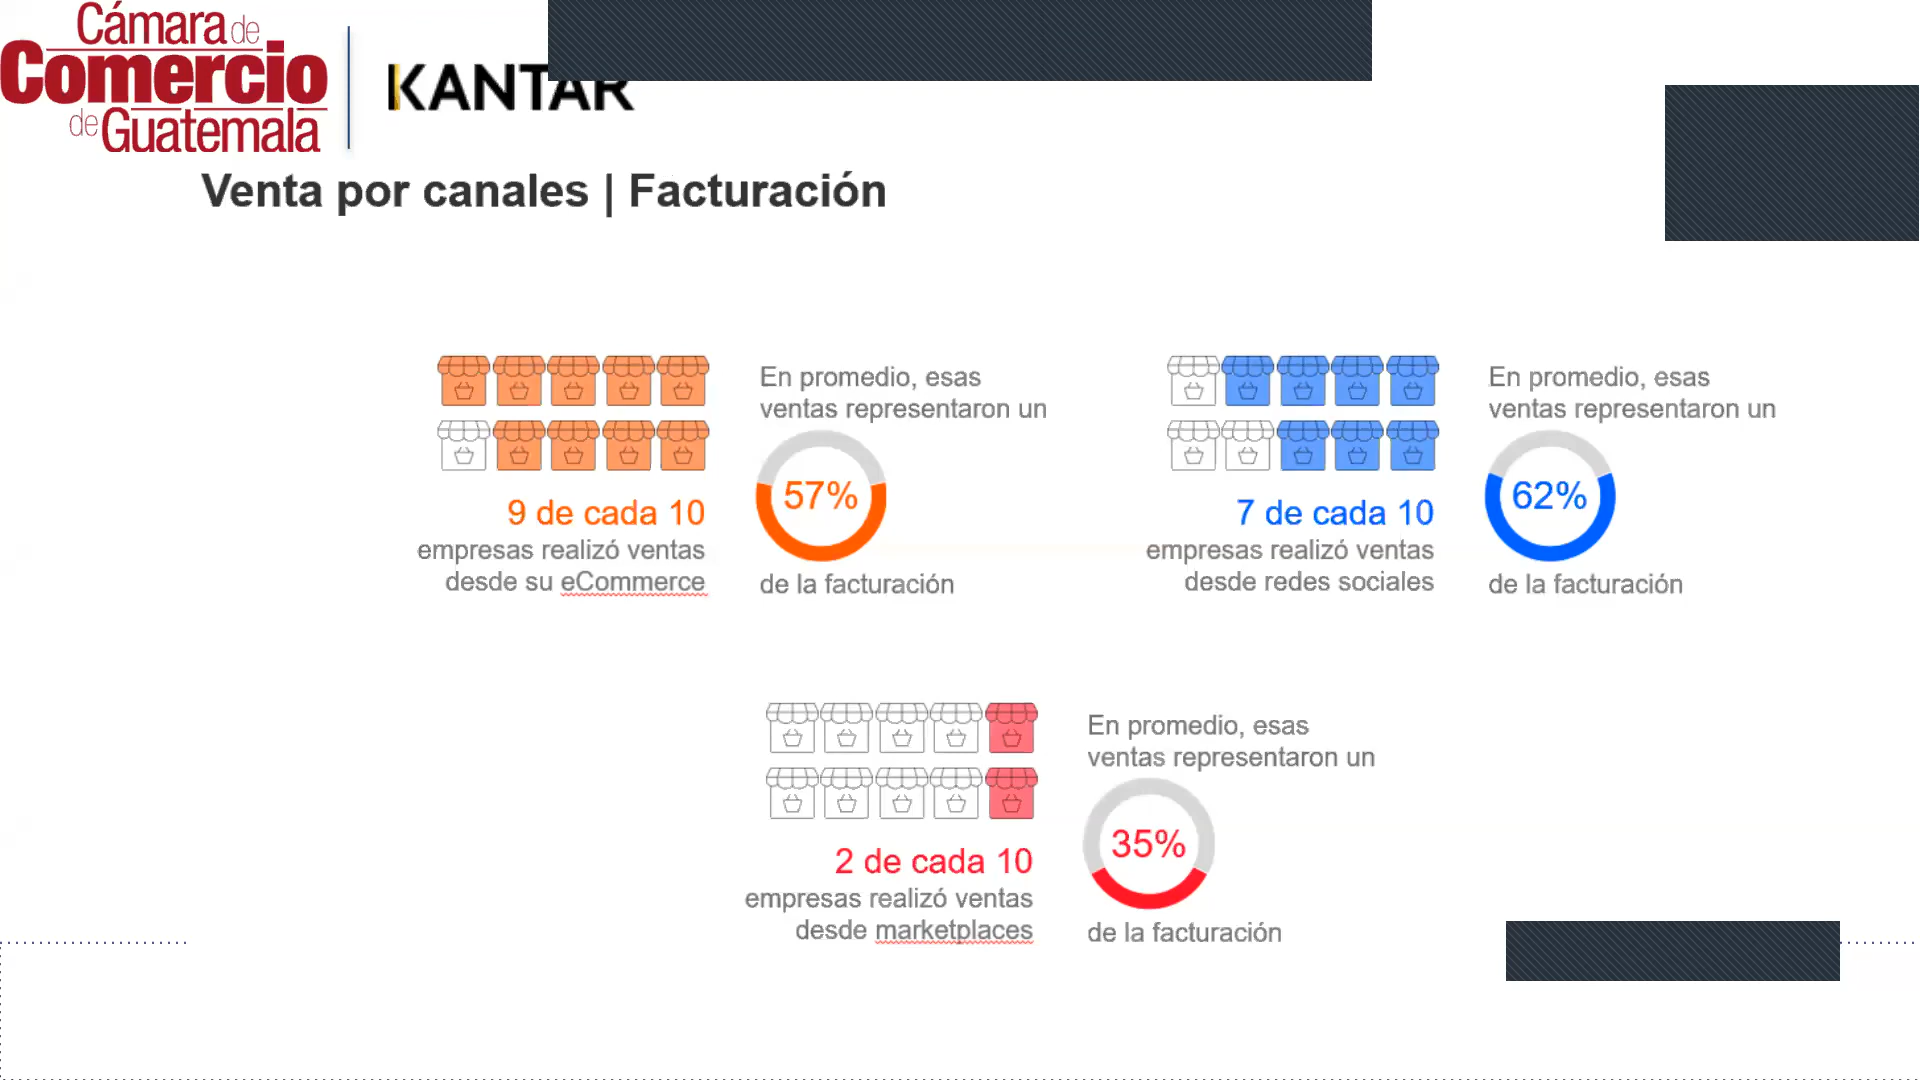 Cámara de
Comercio
de Guatemala
KANTAR
Venta por canales | Facturación
9 de cada 10
empresas realizó ventas
desde su eCommerce
En promedio, esas
ventas representaron un
57%
de la facturación
7 de cada 10
empresas realizó ventas
desde redes sociales
En promedio, esas
ventas representaron un
62%
de la facturación
2 de cada 10
empresas realizó ventas
desde marketplaces
En promedio, esas
ventas representaron un
35%
de la facturación